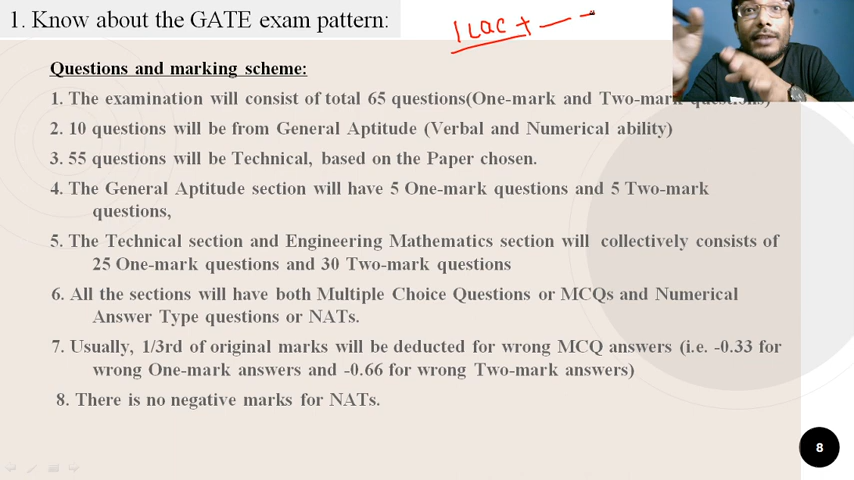 1. Know about the GATE exam pattern:
1 Lac +
Questions and marking scheme:
1. The examination will consist of total 65 questions(One-mark and Two-mark questions)
2. 10 questions will be from General Aptitude (Verbal and Numerical ability)
3. 55 questions will be Technical, based on the Paper chosen.
4. The General Aptitude section will have 5 One-mark questions and 5 Two-mark
questions,
5. The Technical section and Engineering Mathematics section will collectively consists of
25 One-mark questions and 30 Two-mark questions
6. All the sections will have both Multiple Choice Questions or MCQs and Numerical
Answer Type questions or NATs.
7. Usually, 1/3rd of original marks will be deducted for wrong MCQ answers (i.e. -0.33 for
wrong One-mark answers and -0.66 for wrong Two-mark answers)
8. There is no negative marks for NATs.
8